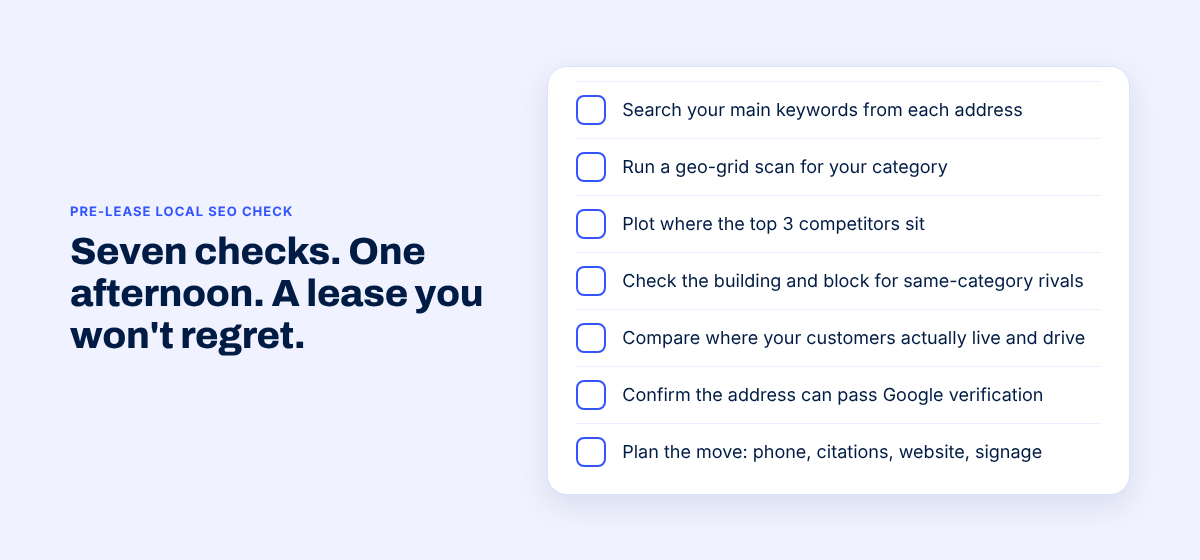 PRE-LEASE LOCAL SEO CHECK
Seven checks. One
afternoon. A lease you
won't regret.
Search your main keywords from each address
Run a geo-grid scan for your category
Plot where the top 3 competitors sit
Check the building and block for same-category rivals
Compare where your customers actually live and drive
Confirm the address can pass Google verification
Plan the move: phone, citations, website, signage